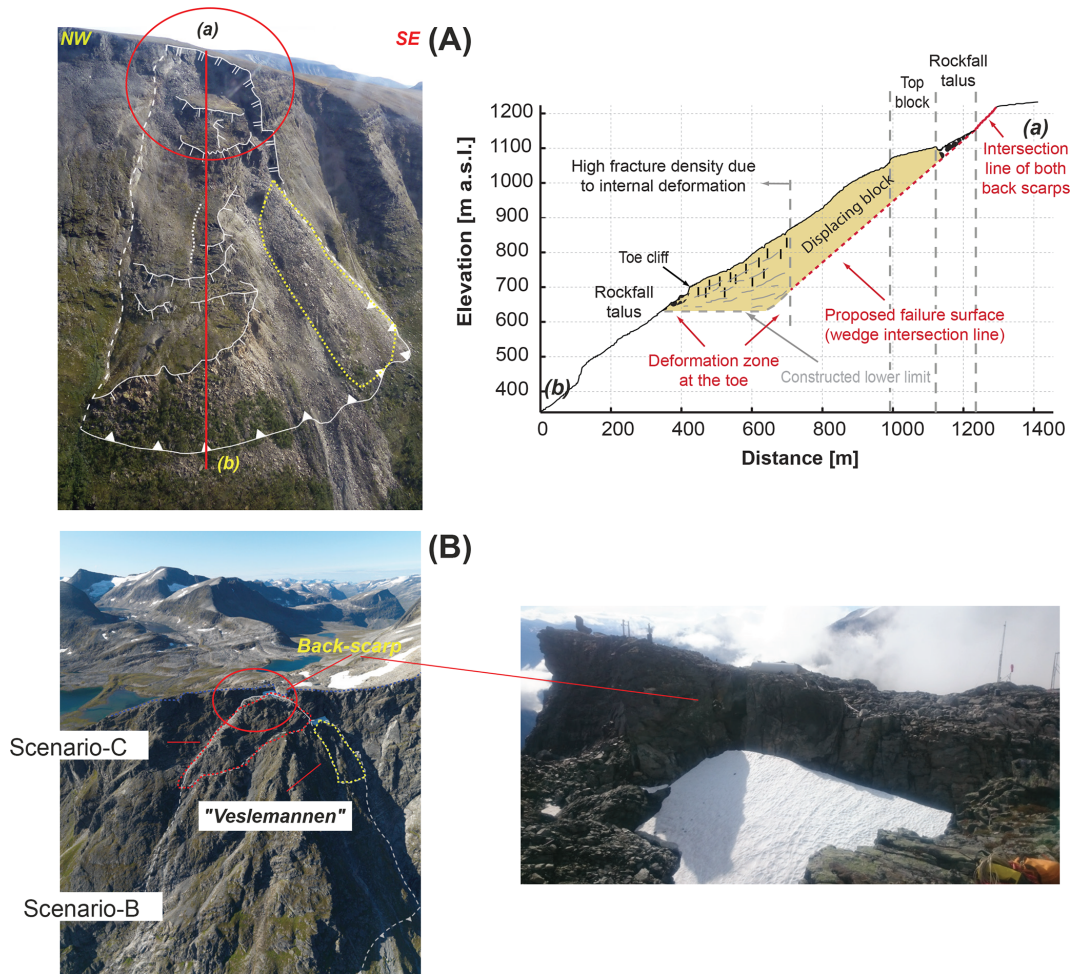 NW
(a)
SE
(A)
(b)
Elevation [m a.s.l.]
1200
1100
1000
900
800
700
600
500
400
0
200
400
600
800
1000
1200
1400
Distance [m]
Rockfall
talus
Top
block
(a)
Intersection
line of both
back scarps
High fracture density due
to internal deformation
Displacing block
Toe cliff
Rockfall
talus
Proposed failure surface
(wedge intersection line)
Deformation zone
at the toe
Constructed lower limit
(b)
(B)
Back-scarp
Scenario-C
"Veslemannen"
Scenario-B